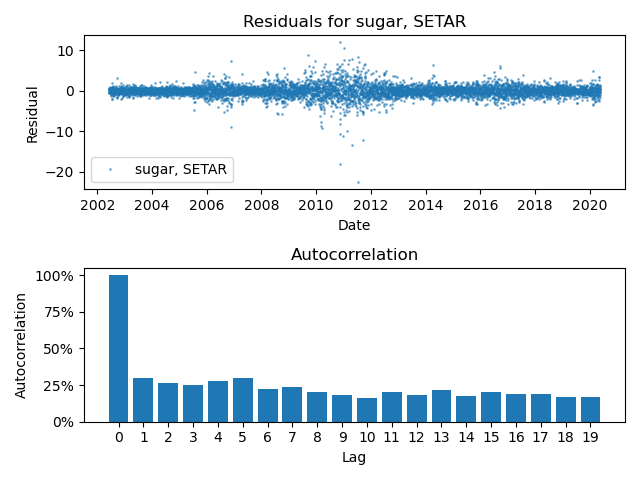 Residuals for sugar, SETAR
10
0
−10
−20
Residual
sugar, SETAR
2002 2004 2006 2008 2010 2012 2014 2016 2018 2020
Date
Autocorrelation
100%
75%
50%
25%
0%
Autocorrelation
0 1 2 3 4 5 6 7 8 9 10 11 12 13 14 15 16 17 18 19
Lag